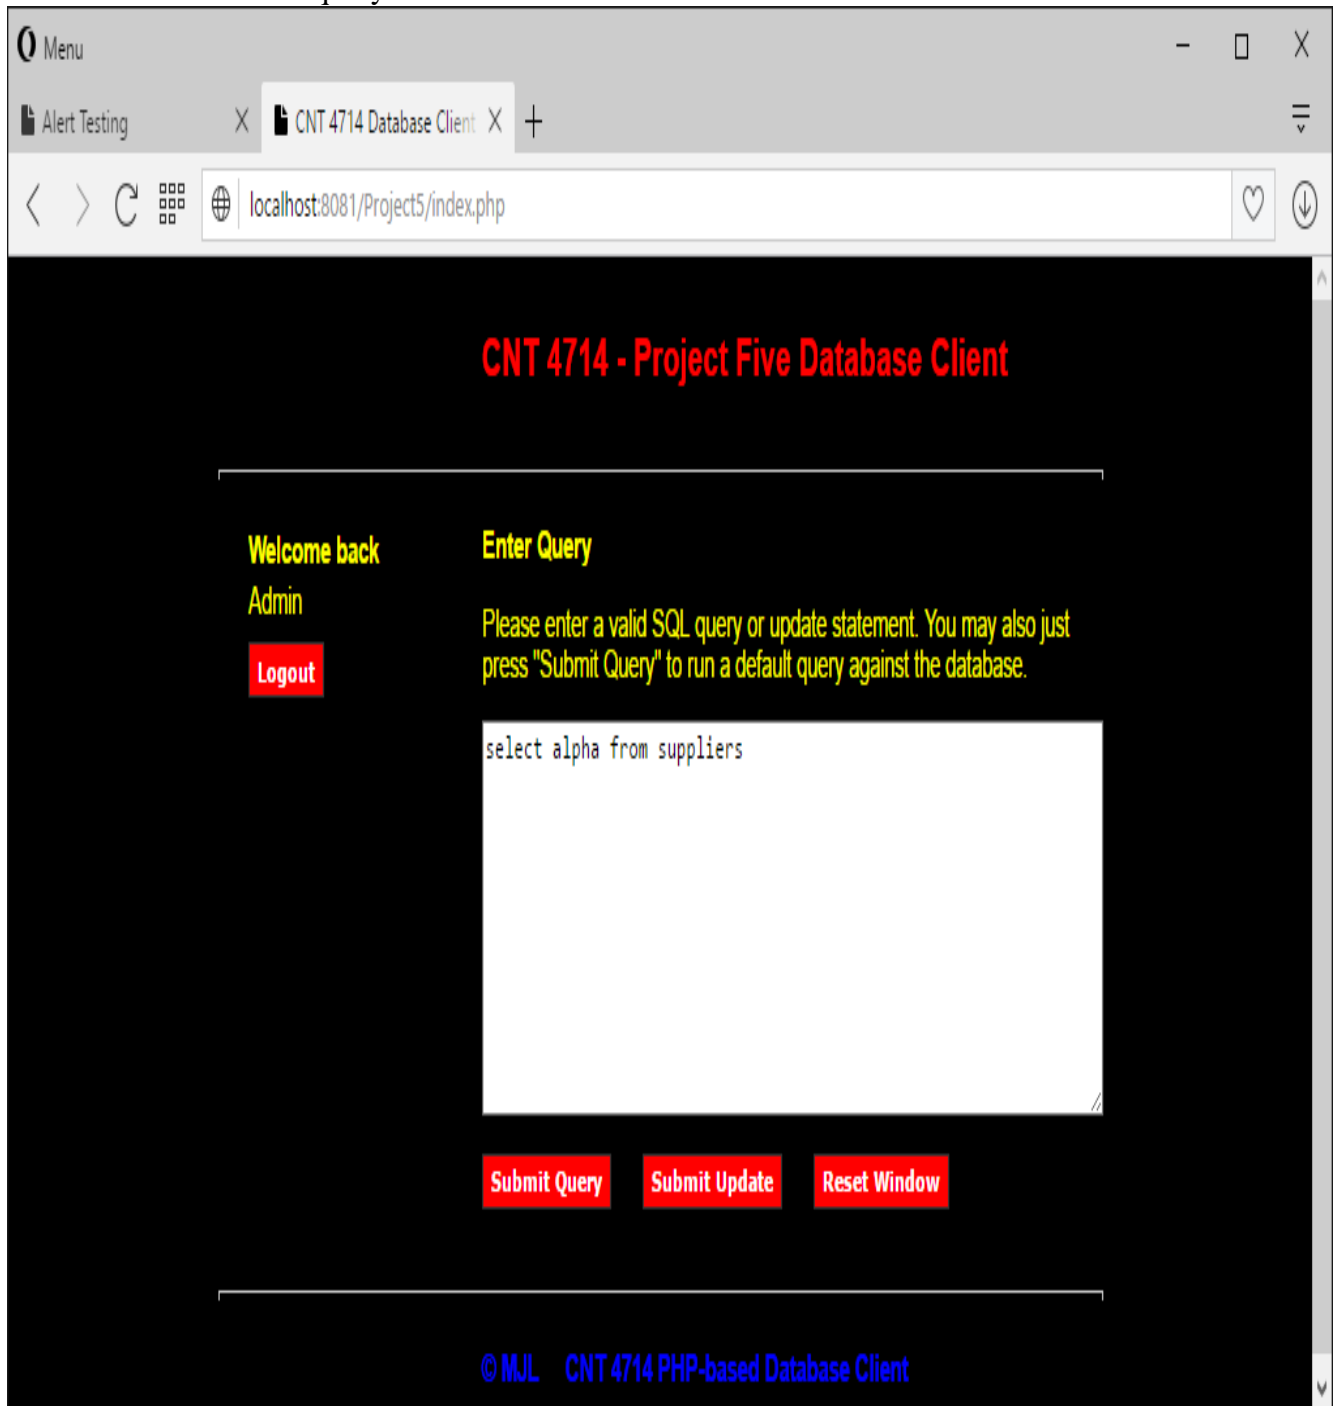 Menu
Alert Testing
CNT 4714 Database Client
localhost:8081/Project5/index.php
CNT 4714 - Project Five Database Client
Welcome back
Admin
Logout
Enter Query
Please enter a valid SQL query or update statement. You may also just
press "Submit Query" to run a default query against the database.
select alpha from suppliers
Submit Query
Submit Update
Reset Window
© MJL CNT 4714 PHP-based Database Client